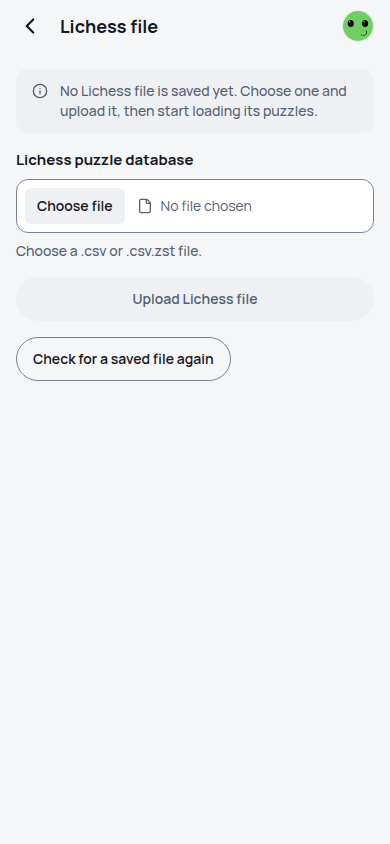 Lichess file
No Lichess file is saved yet. Choose one and
upload it, then start loading its puzzles.
Lichess puzzle database
Choose file
No file chosen
Choose a .csv or .csv.zst file.
Upload Lichess file
Check for a saved file again